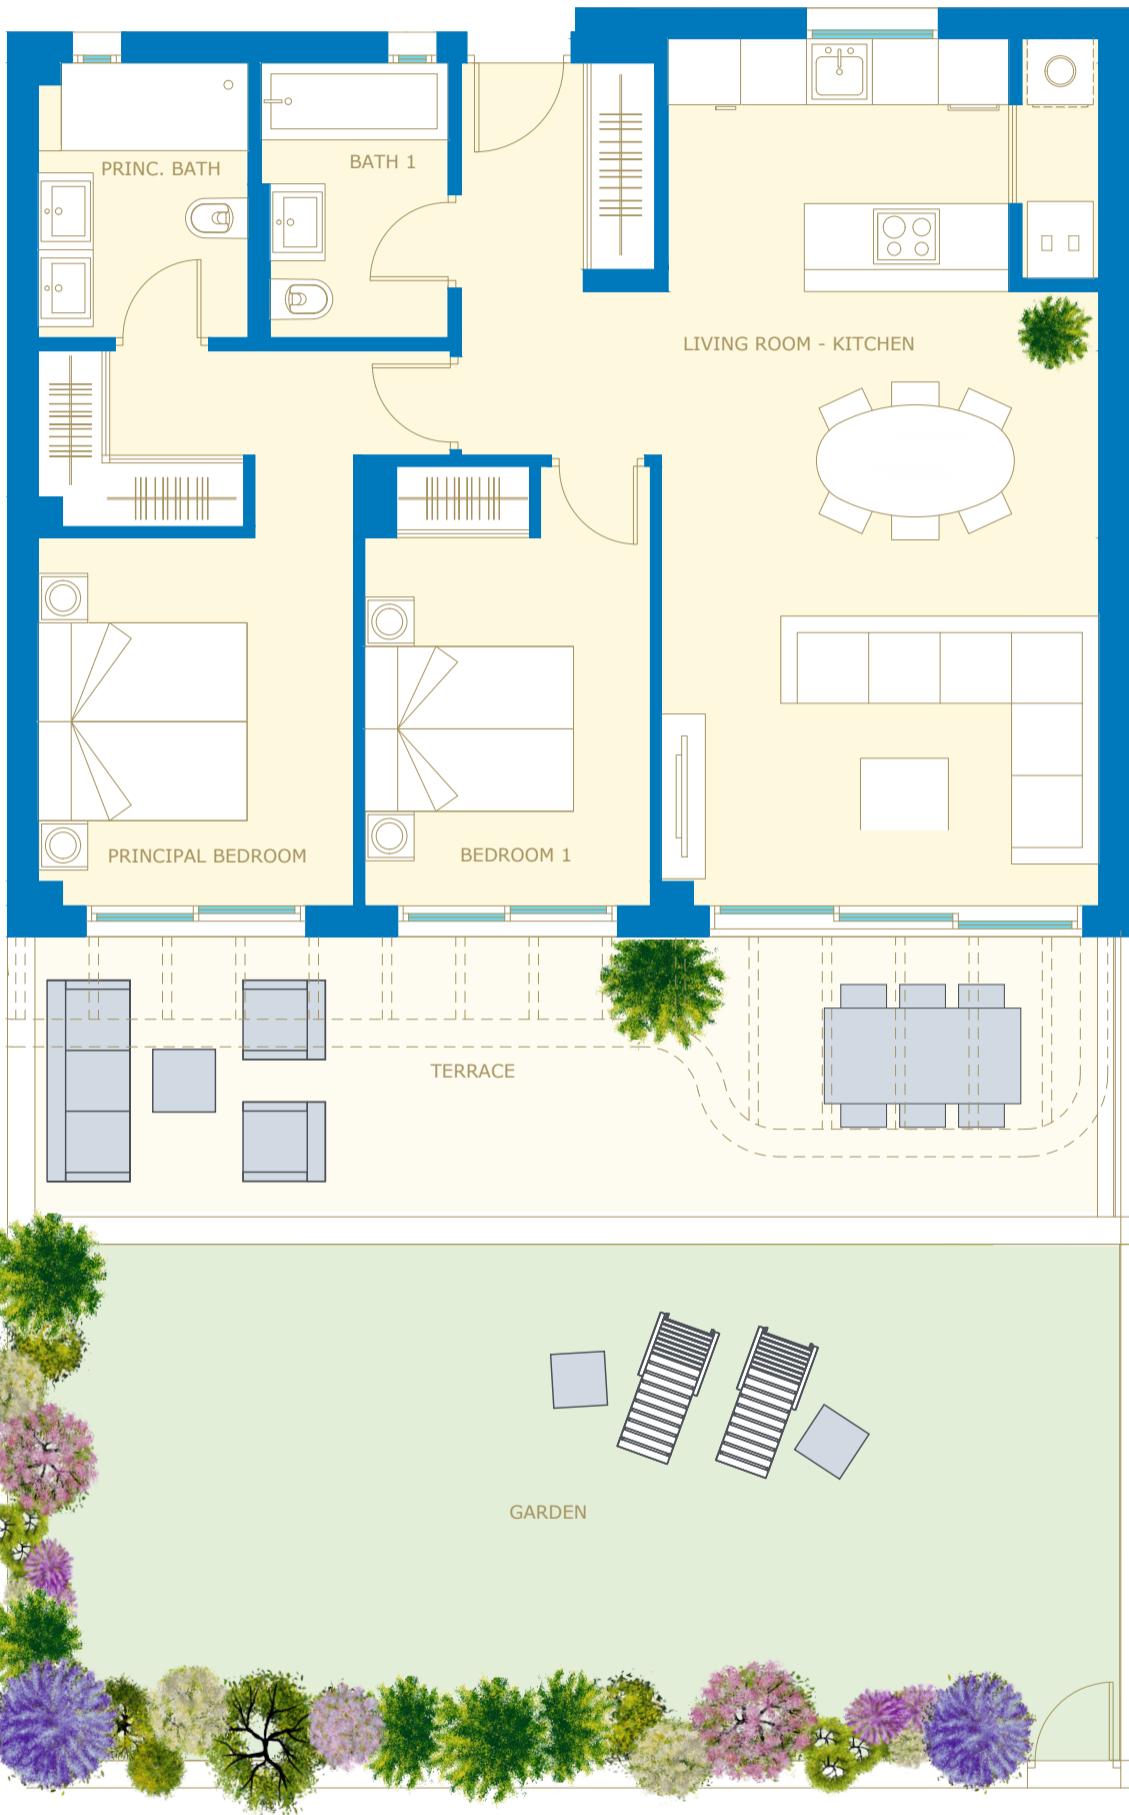 PRINC. BATH
BATH 1
LIVING ROOM - KITCHEN
PRINCIPAL BEDROOM
BEDROOM 1
TERRACE
GARDEN